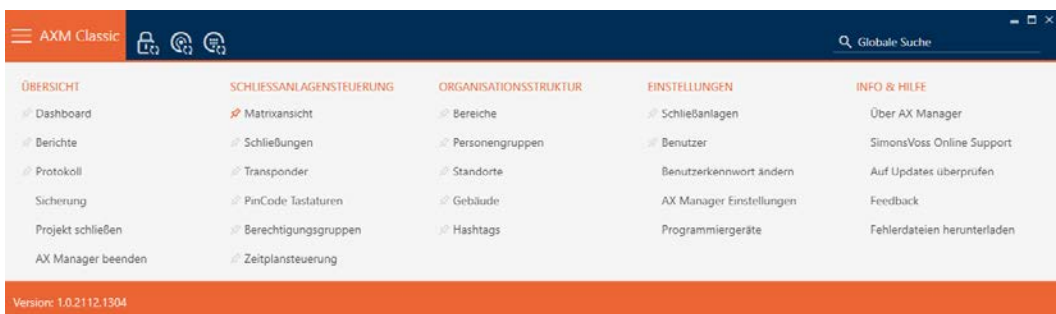 AXM Classic
Globale Suche
ÜBERSICHT
Dashboard
Berichte
Protokoll
Sicherung
Projekt schließen
AX Manager beenden
SCHLIESSANLAGENSTEUERUNG
Matrixansicht
Schließungen
Transponder
PinCode Tastaturen
Berechtigungsgruppen
Zeitplansteuerung
ORGANISATIONSSTRUKTUR
Bereiche
Personengruppen
Standorte
Gebäude
Hashtags
EINSTELLUNGEN
Schließanlagen
Benutzer
Benutzerkennwort ändern
AX Manager Einstellungen
Programmiergeräte
INFO & HILFE
Über AX Manager
SimonsVoss Online Support
Auf Updates überprüfen
Feedback
Fehlerdateien herunterladen
Version: 1.0.2112.1304